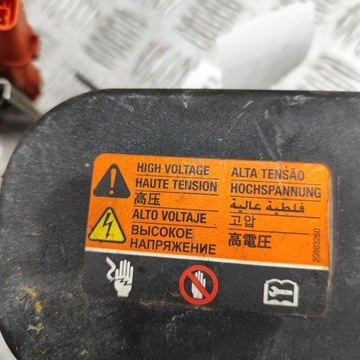 HIGH VOLTAGE
HAUTE TENSION
高压
ALTO VOLTAJE
ВЫСОКОЕ
НАПРЯЖЕНИЕ
ALTA TENSÃO
HOCHSPANNUNG
فلطية عالية
고압
高電圧
20883260